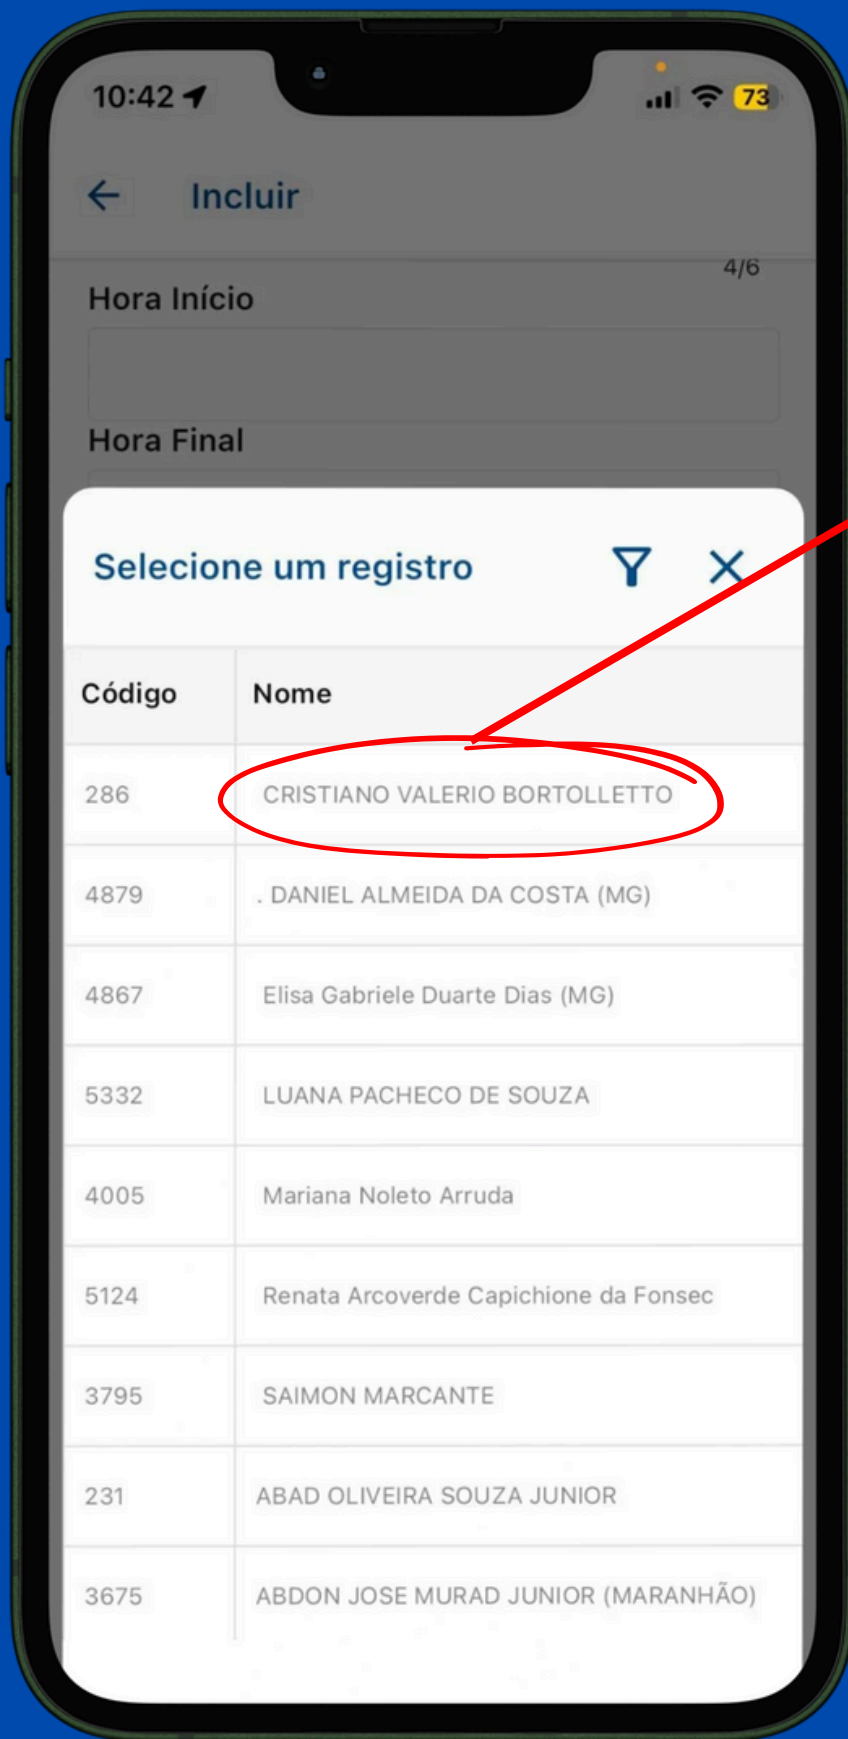 10:42
73
Incluir
4/6
Hora Início
Hora Final
Selecione um registro
Código Nome
286 CRISTIANO VALERIO BORTOLLETTO
4879 . DANIEL ALMEIDA DA COSTA (MG)
4867 Elisa Gabriele Duarte Dias (MG)
5332 LUANA PACHECO DE SOUZA
4005 Mariana Noleto Arruda
5124 Renata Arcoverde Capichione da Fonsec
3795 SAIMON MARCANTE
231 ABAD OLIVEIRA SOUZA JUNIOR
3675 ABDON JOSE MURAD JUNIOR (MARANHÃO)